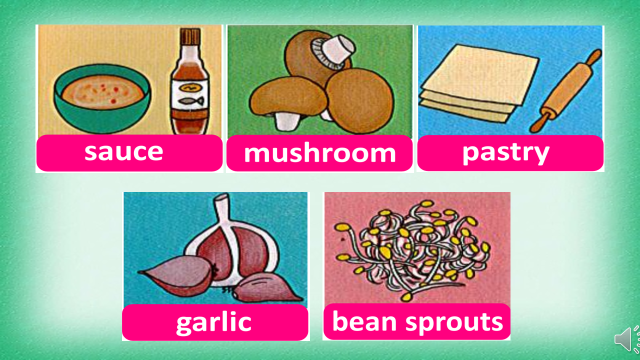 sauce
mushroom
pastry
garlic
bean sprouts